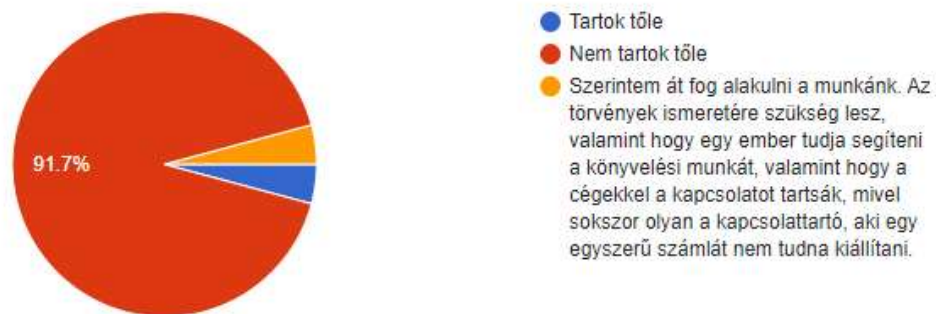 91.7%
Tartok tőle
Nem tartok tőle
Szerintem át fog alakulni a munkánk. Az
törvények ismeretére szükség lesz,
valamint hogy egy ember tudja segíteni
a könyvelési munkát, valamint hogy a
cégekkel a kapcsolatot tartsák, mivel
sokszor olyan a kapcsolattartó, aki egy
egyszerű számlát nem tudna kiállítani.